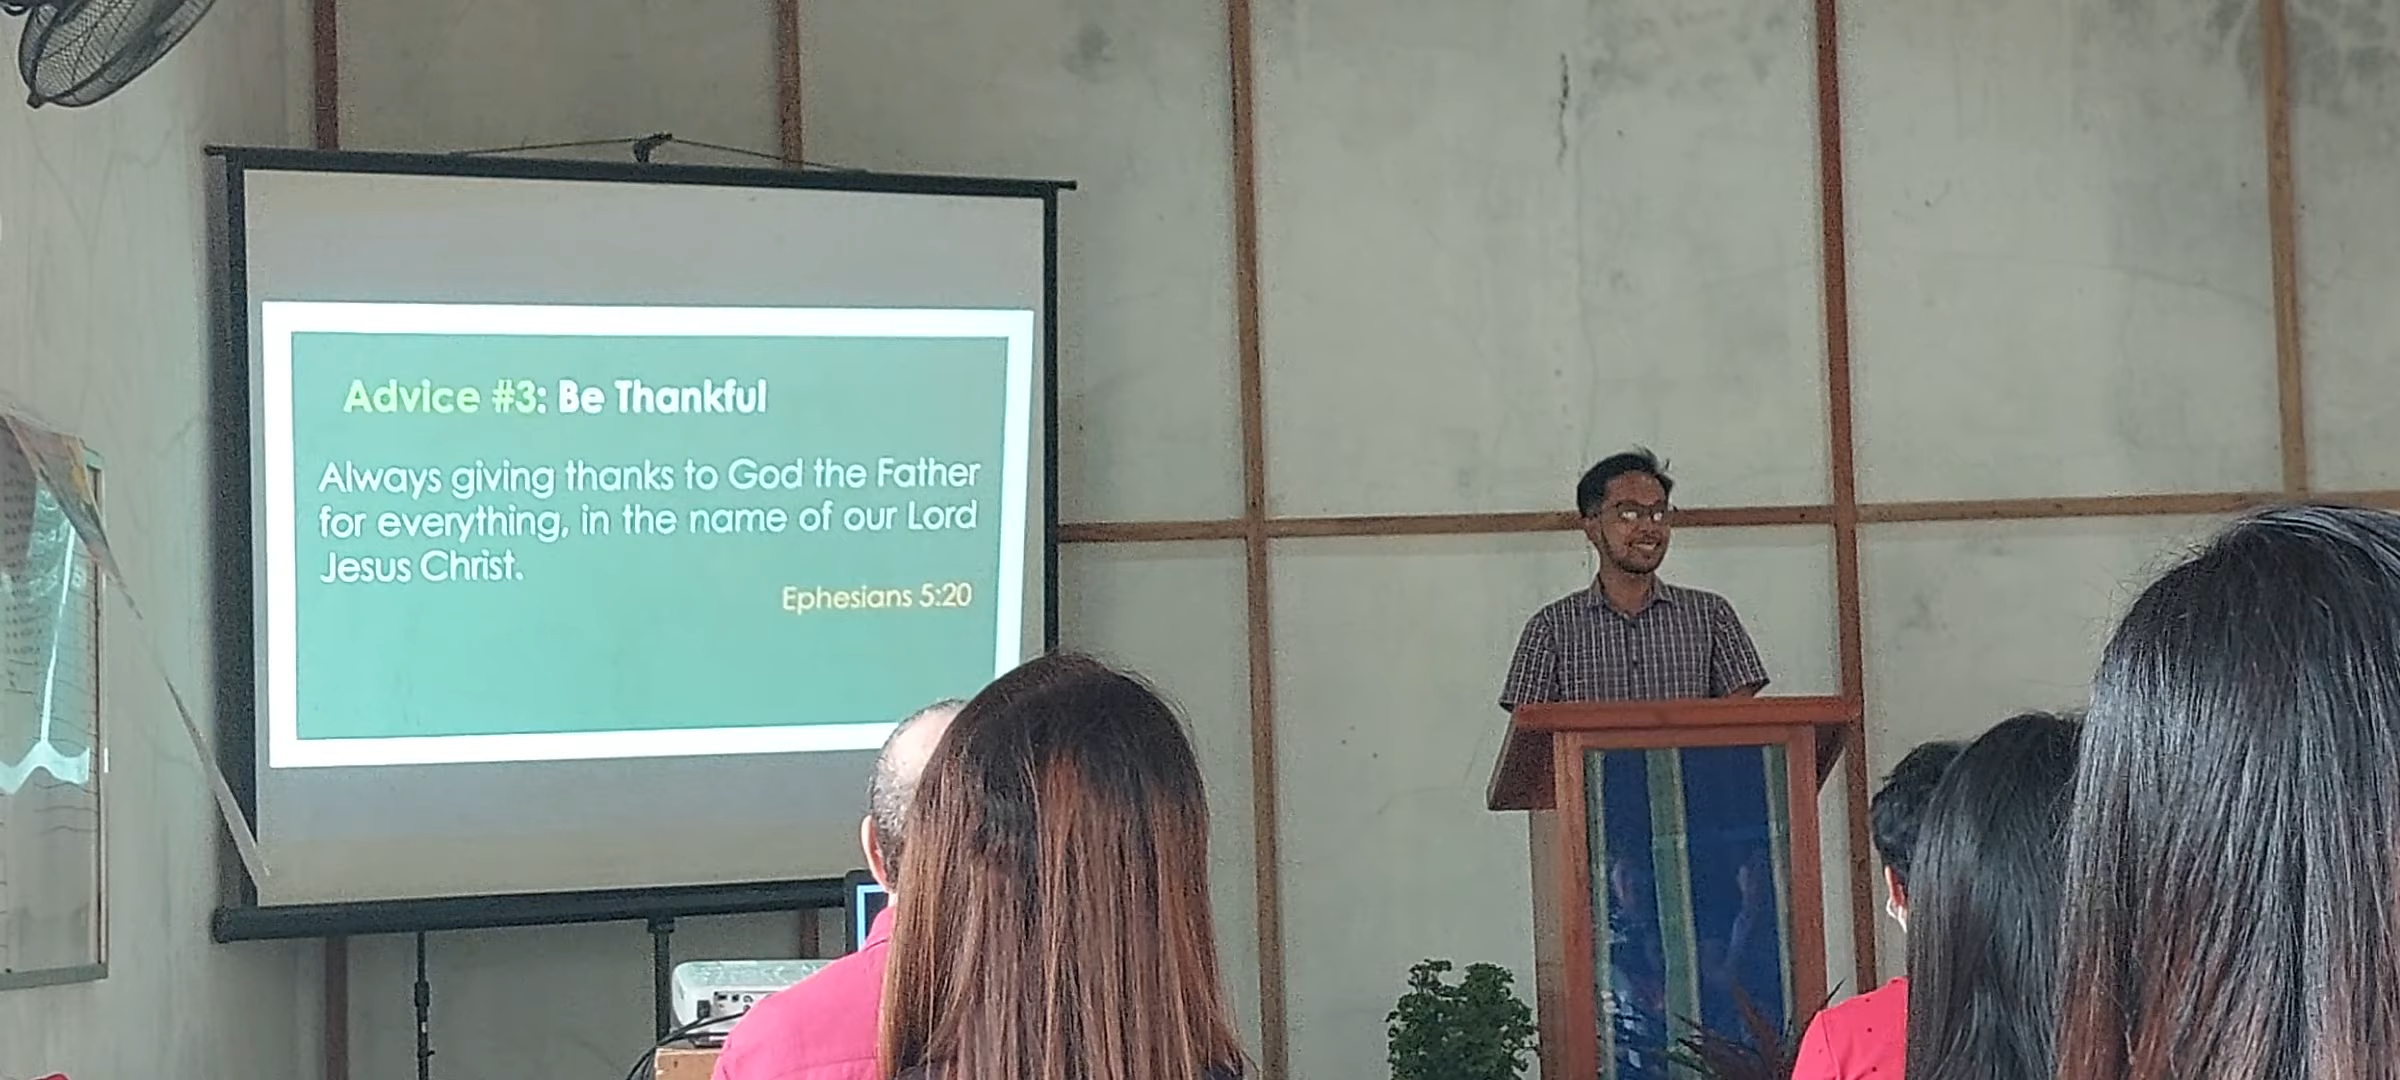 Advice #3: Be Thankful
Always giving thanks to God the Father
for everything, in the name of our Lord
Jesus Christ.
Ephesians 5:20